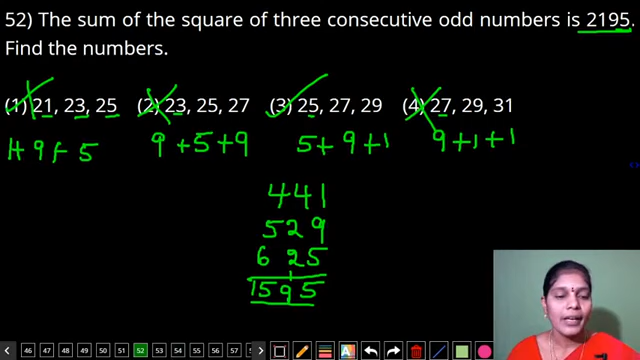 52) The sum of the square of three consecutive odd numbers is 2195.
Find the numbers.
(1) 21, 23, 25 (2) 23, 25, 27 (3) 25, 27, 29 (4) 27, 29, 31
1+9+5 9+5+9 5+9+1 9+1+1
441
529
625
1595
46 47 48 49 50 51 52 53 54 55 56 57